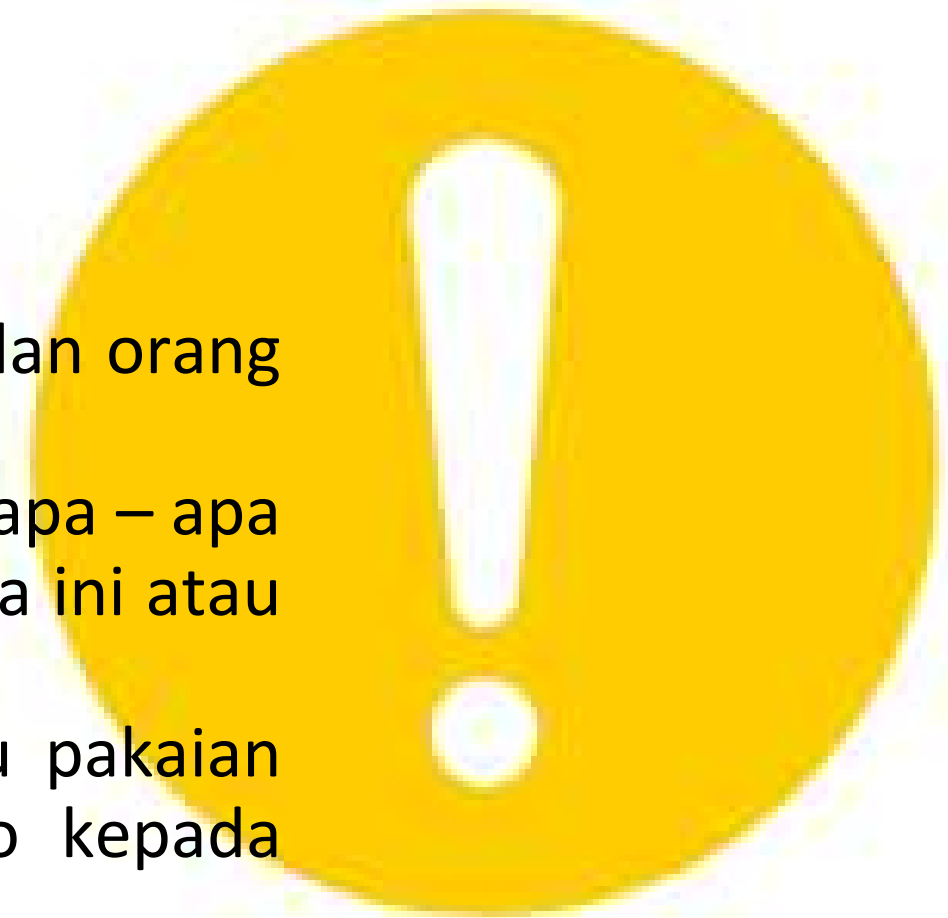 dan orang
apa – apa
a ini atau
u pakaian
o kepada